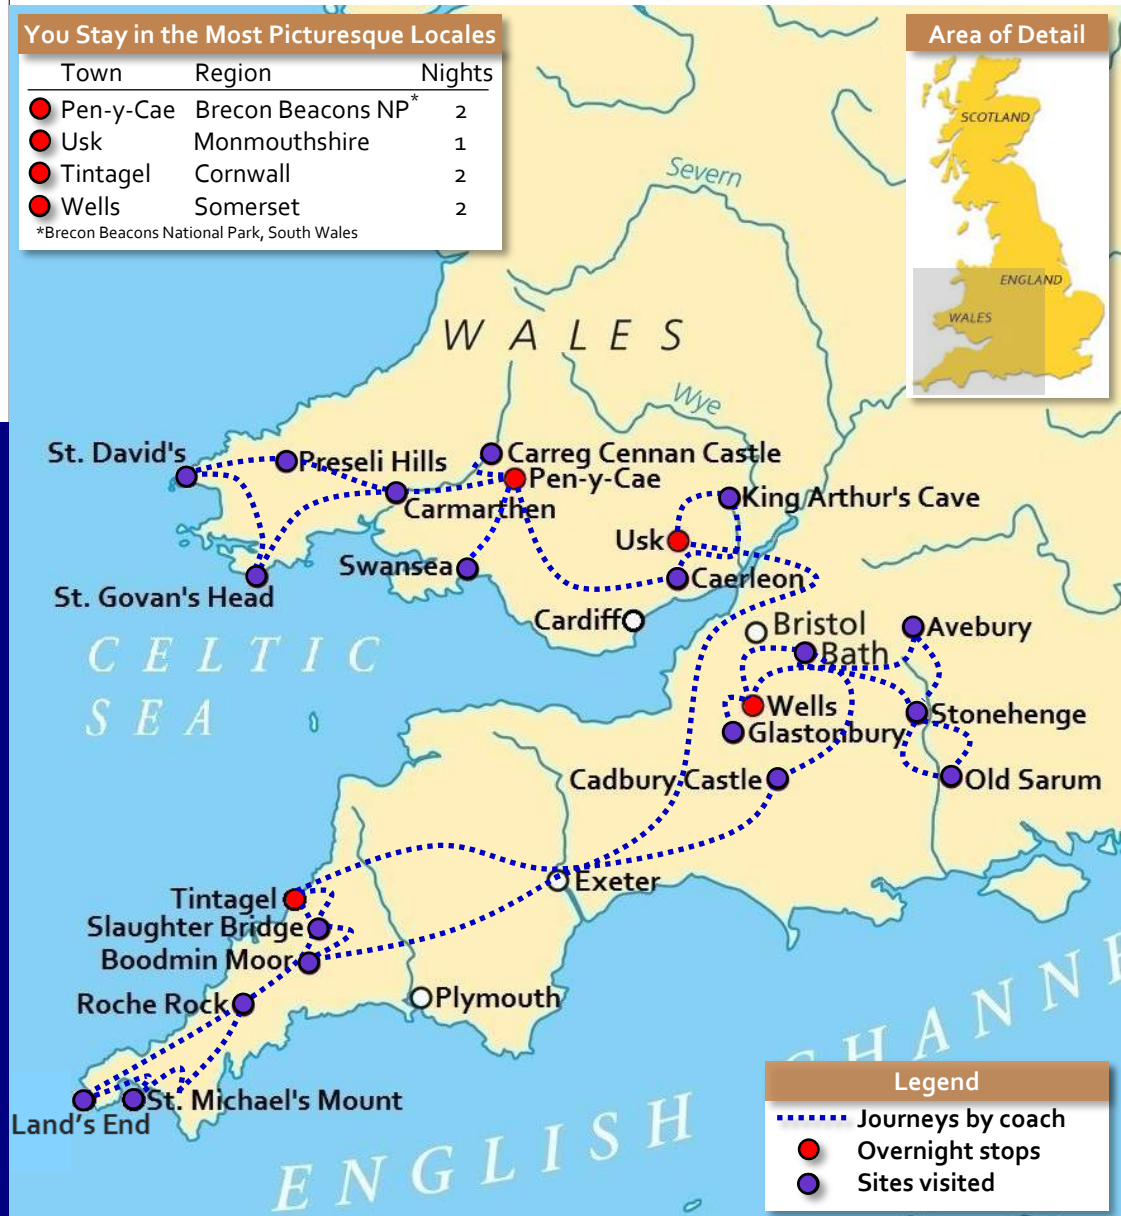 You Stay in the Most Picturesque Locales
Town Region Nights
Pen-y-Cae Brecon Beacons NP* 2
Usk Monmouthshire 1
Tintagel Cornwall 2
Wells Somerset 2
*Brecon Beacons National Park, South Wales
Area of Detail
SCOTLAND
ENGLAND
WALES
Severn
WALES
Wye
St. David's
Preseli Hills
Carreg Cennan Castle
Pen-y-Cae
Carmarthen
King Arthur's Cave
Usk
Swansea
Caerleon
St. Govan's Head
Cardiff
Bristol
Avebury
CELTIC
SEA
Bath
Wells
Stonehenge
Glastonbury
Cadbury Castle
Old Sarum
Exeter
Tintagel
Slaughter Bridge
Boodmin Moor
Roche Rock
Plymouth
St. Michael's Mount
Land's End
ENGLISH
CHANNE
Legend
Journeys by coach
Overnight stops
Sites visited